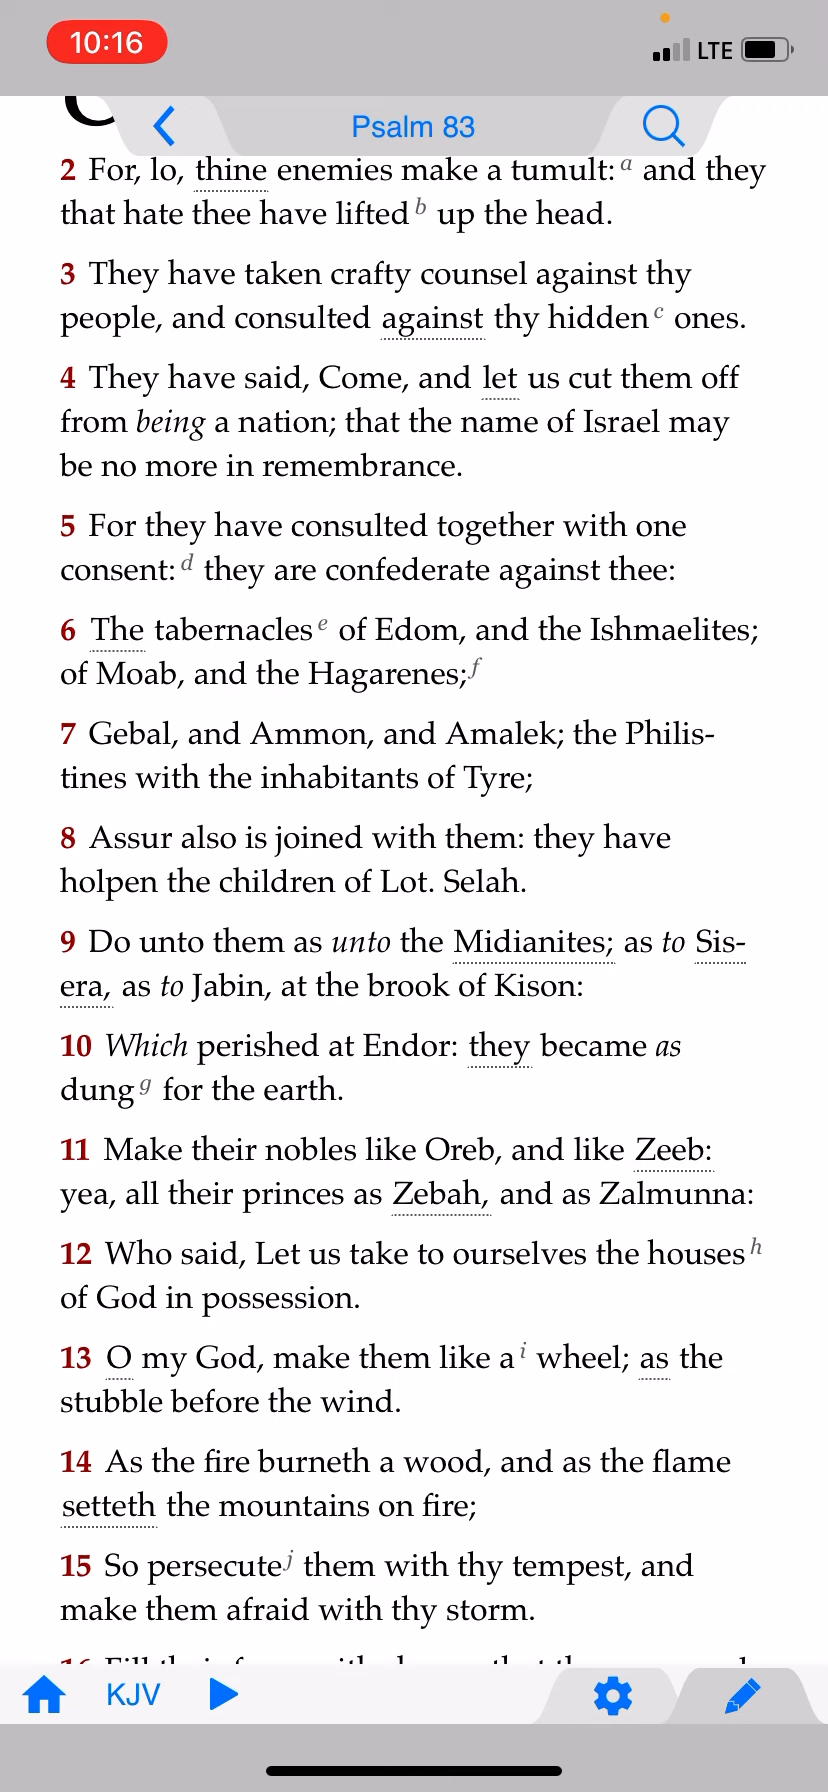 10:16
LTE
Psalm 83
2 For, lo, thine enemies make a tumult: a and they
that hate thee have lifted b up the head.
3 They have taken crafty counsel against thy
people, and consulted against thy hidden c ones.
4 They have said, Come, and let us cut them off
from being a nation; that the name of Israel may
be no more in remembrance.
5 For they have consulted together with one
consent: d they are confederate against thee:
6 The tabernacles e of Edom, and the Ishmaelites;
of Moab, and the Hagarenes; f
7 Gebal, and Ammon, and Amalek; the Philis-
tines with the inhabitants of Tyre;
8 Assur also is joined with them: they have
holpen the children of Lot. Selah.
9 Do unto them as unto the Midianites; as to Sis-
era, as to Jabin, at the brook of Kison:
10 Which perished at Endor: they became as
dung g for the earth.
11 Make their nobles like Oreb, and like Zeeb:
yea, all their princes as Zebah, and as Zalmunna:
12 Who said, Let us take to ourselves the houses h
of God in possession.
13 O my God, make them like a i wheel; as the
stubble before the wind.
14 As the fire burneth a wood, and as the flame
setteth the mountains on fire;
15 So persecute j them with thy tempest, and
make them afraid with thy storm.
KJV